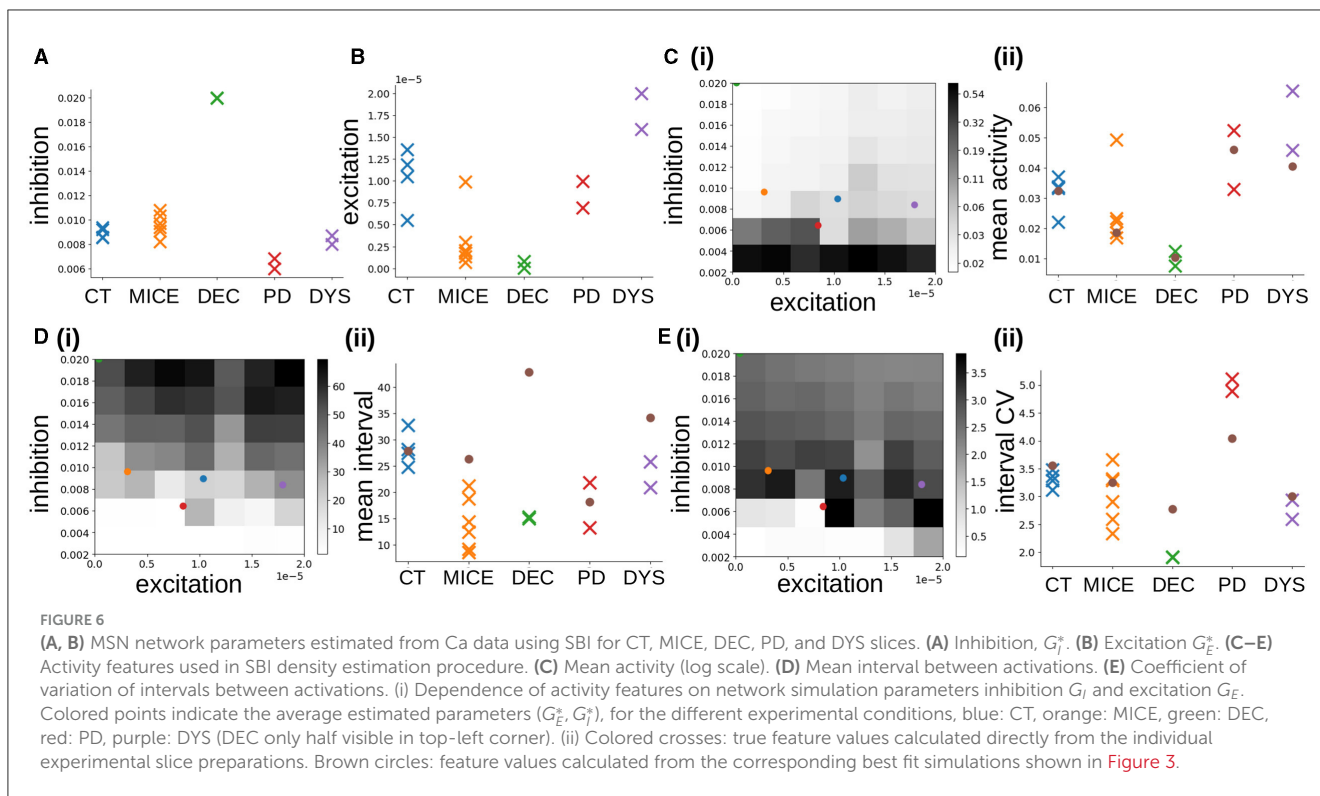 A
B
C (i)
(ii)
1e−5
0.020
0.018
0.016
0.014
0.012
0.010
0.008
0.006
inhibition
CT MICE DEC PD DYS
2.00
1.75
1.50
1.25
1.00
0.75
0.50
0.25
0.00
excitation
CT MICE DEC PD DYS
0.020
0.018
0.016
0.014
0.012
0.010
0.008
0.006
0.004
0.002
inhibition
0.0 0.5 1.0 1.5 2.0
1e−5
excitation
0.54
0.32
0.19
0.11
0.06
0.03
0.02
0.06
0.05
0.04
0.03
0.02
0.01
mean activity
CT MICE DEC PD DYS
D (i)
(ii)
E (i)
(ii)
0.020
0.018
0.016
0.014
0.012
0.010
0.008
0.006
0.004
0.002
inhibition
0.0 0.5 1.0 1.5 2.0
1e−5
excitation
60
50
40
30
20
10
40
35
30
25
20
15
10
mean interval
CT MICE DEC PD DYS
0.020
0.018
0.016
0.014
0.012
0.010
0.008
0.006
0.004
0.002
inhibition
0.0 0.5 1.0 1.5 2.0
1e−5
excitation
3.5
3.0
2.5
2.0
1.5
1.0
0.5
5.0
4.5
4.0
3.5
3.0
2.5
2.0
interval CV
CT MICE DEC PD DYS
FIGURE 6
(A, B) MSN network parameters estimated from Ca data using SBI for CT, MICE, DEC, PD, and DYS slices. (A) Inhibition, G*I. (B) Excitation G*E. (C–E)
Activity features used in SBI density estimation procedure. (C) Mean activity (log scale). (D) Mean interval between activations. (E) Coefficient of
variation of intervals between activations. (i) Dependence of activity features on network simulation parameters inhibition GI and excitation GE.
Colored points indicate the average estimated parameters (G*E, G*I), for the different experimental conditions, blue: CT, orange: MICE, green: DEC,
red: PD, purple: DYS (DEC only half visible in top-left corner). (ii) Colored crosses: true feature values calculated directly from the individual
experimental slice preparations. Brown circles: feature values calculated from the corresponding best fit simulations shown in Figure 3.